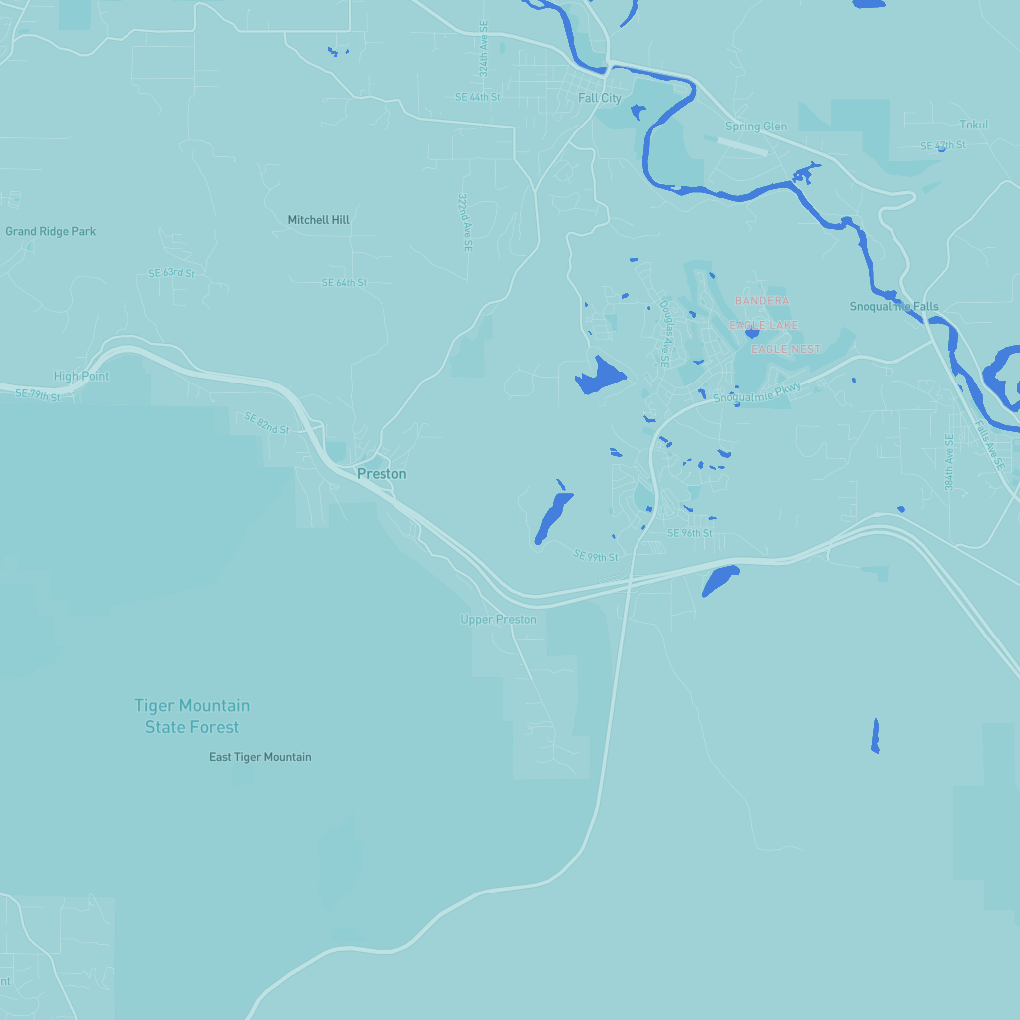 324th Ave SE
SE 44th St
Fall City
Spring Glen
Tokul
SE 47th St
322nd Ave SE
Mitchell Hill
Grand Ridge Park
SE 63rd St
SE 64th St
BANDERA
EAGLE LAKE
EAGLE NEST
Snoqualmie Falls
Douglas Ave SE
High Point
SE 79th St
Snoqualmie Pkwy
SE 82nd St
Preston
384th Ave SE
Falls Ave SE
SE 96th St
SE 99th St
Upper Preston
Tiger Mountain
State Forest
East Tiger Mountain
nt